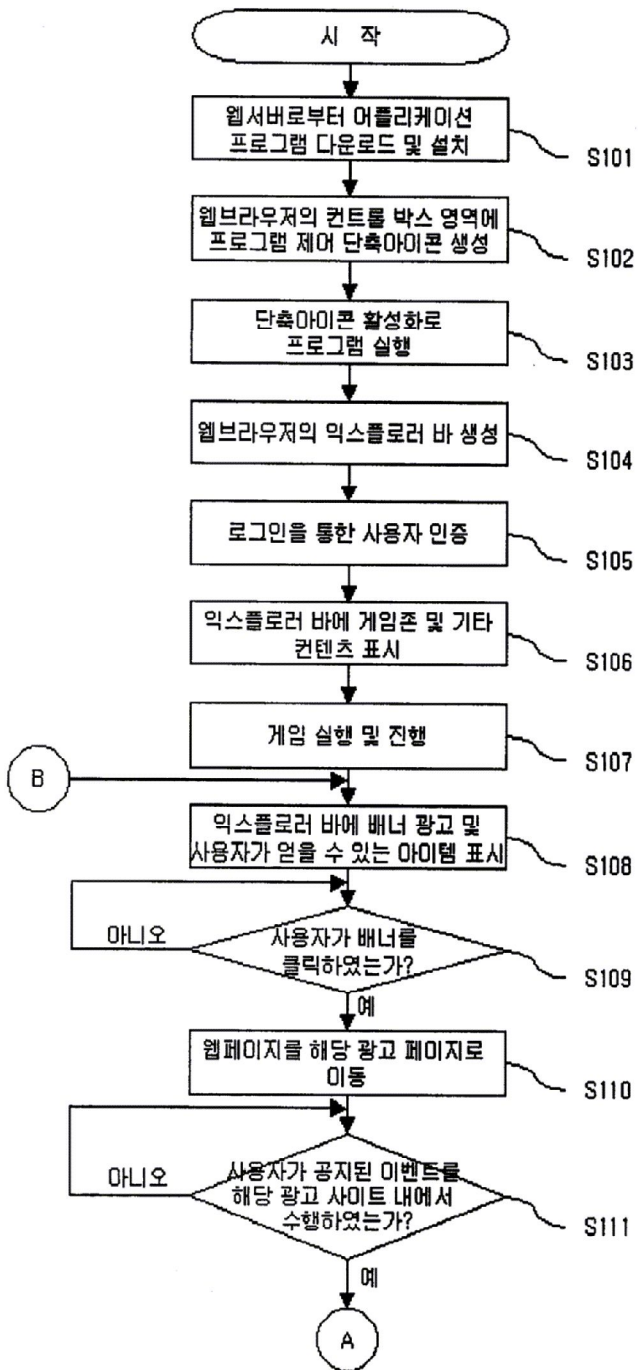 시 작
웹서버로부터 어플리케이션
프로그램 다운로드 및 설치
S101
웹브라우저의 컨트롤 박스 영역에
프로그램 제어 단축아이콘 생성
S102
단축아이콘 활성화로
프로그램 실행
S103
웹브라우저의 익스플로러 바 생성
S104
로그인을 통한 사용자 인증
S105
익스플로러 바에 게임존 및 기타
컨텐츠 표시
S106
게임 실행 및 진행
S107
B
익스플로러 바에 배너 광고 및
사용자가 얻을 수 있는 아이템 표시
S108
아니오
사용자가 배너를
클릭하였는가?
S109
예
웹페이지를 해당 광고 페이지로
이동
S110
아니오
사용자가 공지된 이벤트를
해당 광고 사이트 내에서
수행하였는가?
S111
예
A